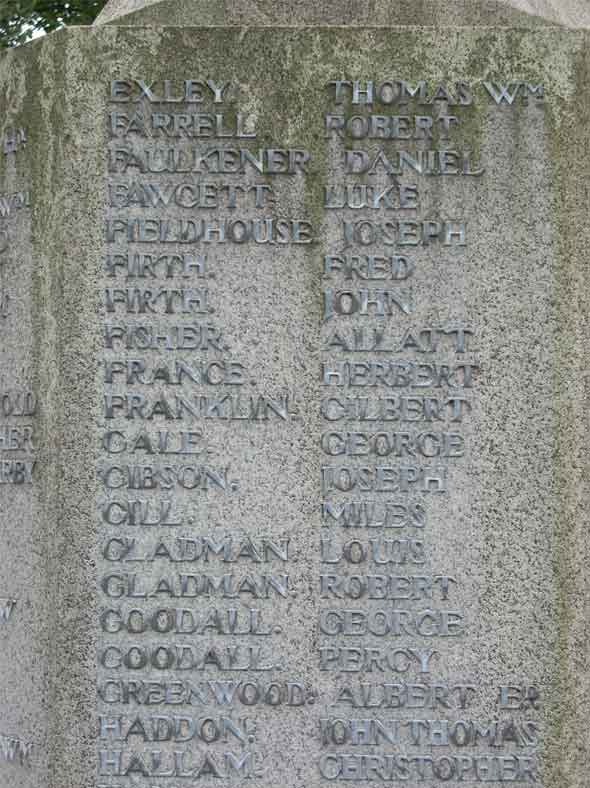 EXLEY. THOMAS WM
FARRELL ROBERT
FAULKENER DANIEL
FAWCETT. LUKE
FIELDHOUSE JOSEPH
FIRTH. FRED
FIRTH. JOHN
FISHER. ALLATT
FRANCE. HERBERT
FRANKLIN. GILBERT
GALE. GEORGE
GIBSON. JOSEPH
GILL. MILES
GLADMAN LOUIS
GLADMAN. ROBERT
GOODALL. GEORGE
GOODALL. PERCY
GREENWOOD: ALBERT ED
HADDON: JOHN THOMAS
HALLAM. CHRISTOPHER